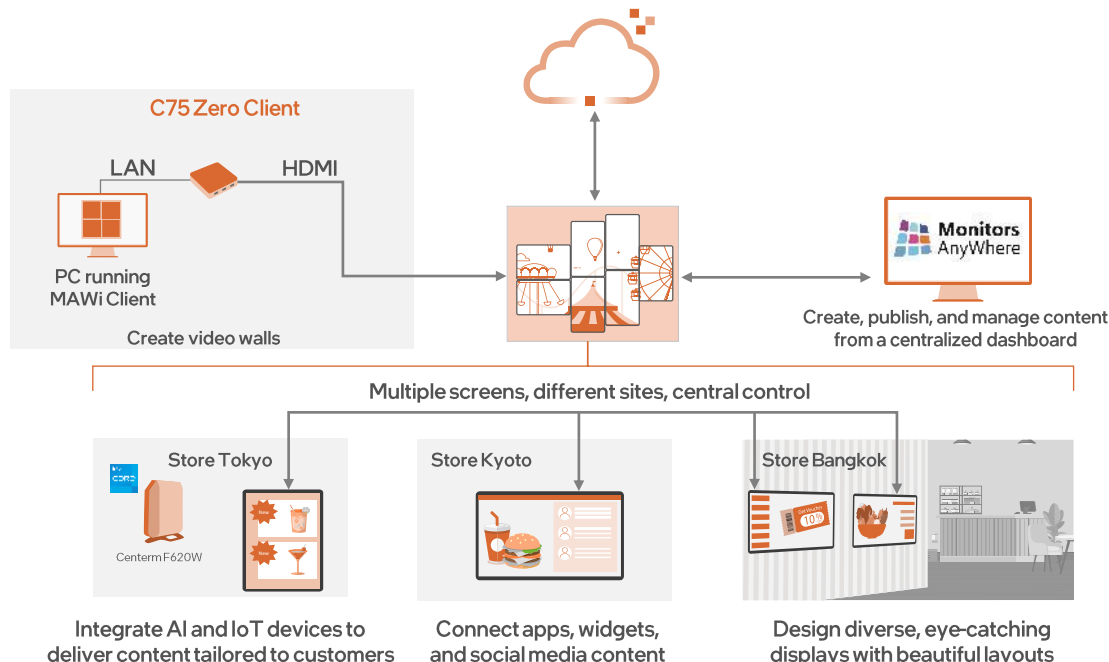 C75 Zero Client
LAN
HDMI
PC running
MAWi Client
Create video walls
Monitors
AnyWhere
Create, publish, and manage content
from a centralized dashboard
Multiple screens, different sites, central control
Store Tokyo
Centerm F620W
New
New
Store Kyoto
Store Bangkok
10%
Integrate AI and IoT devices to
deliver content tailored to customers
Connect apps, widgets,
and social media content
Design diverse, eye-catching
displays with beautiful layouts